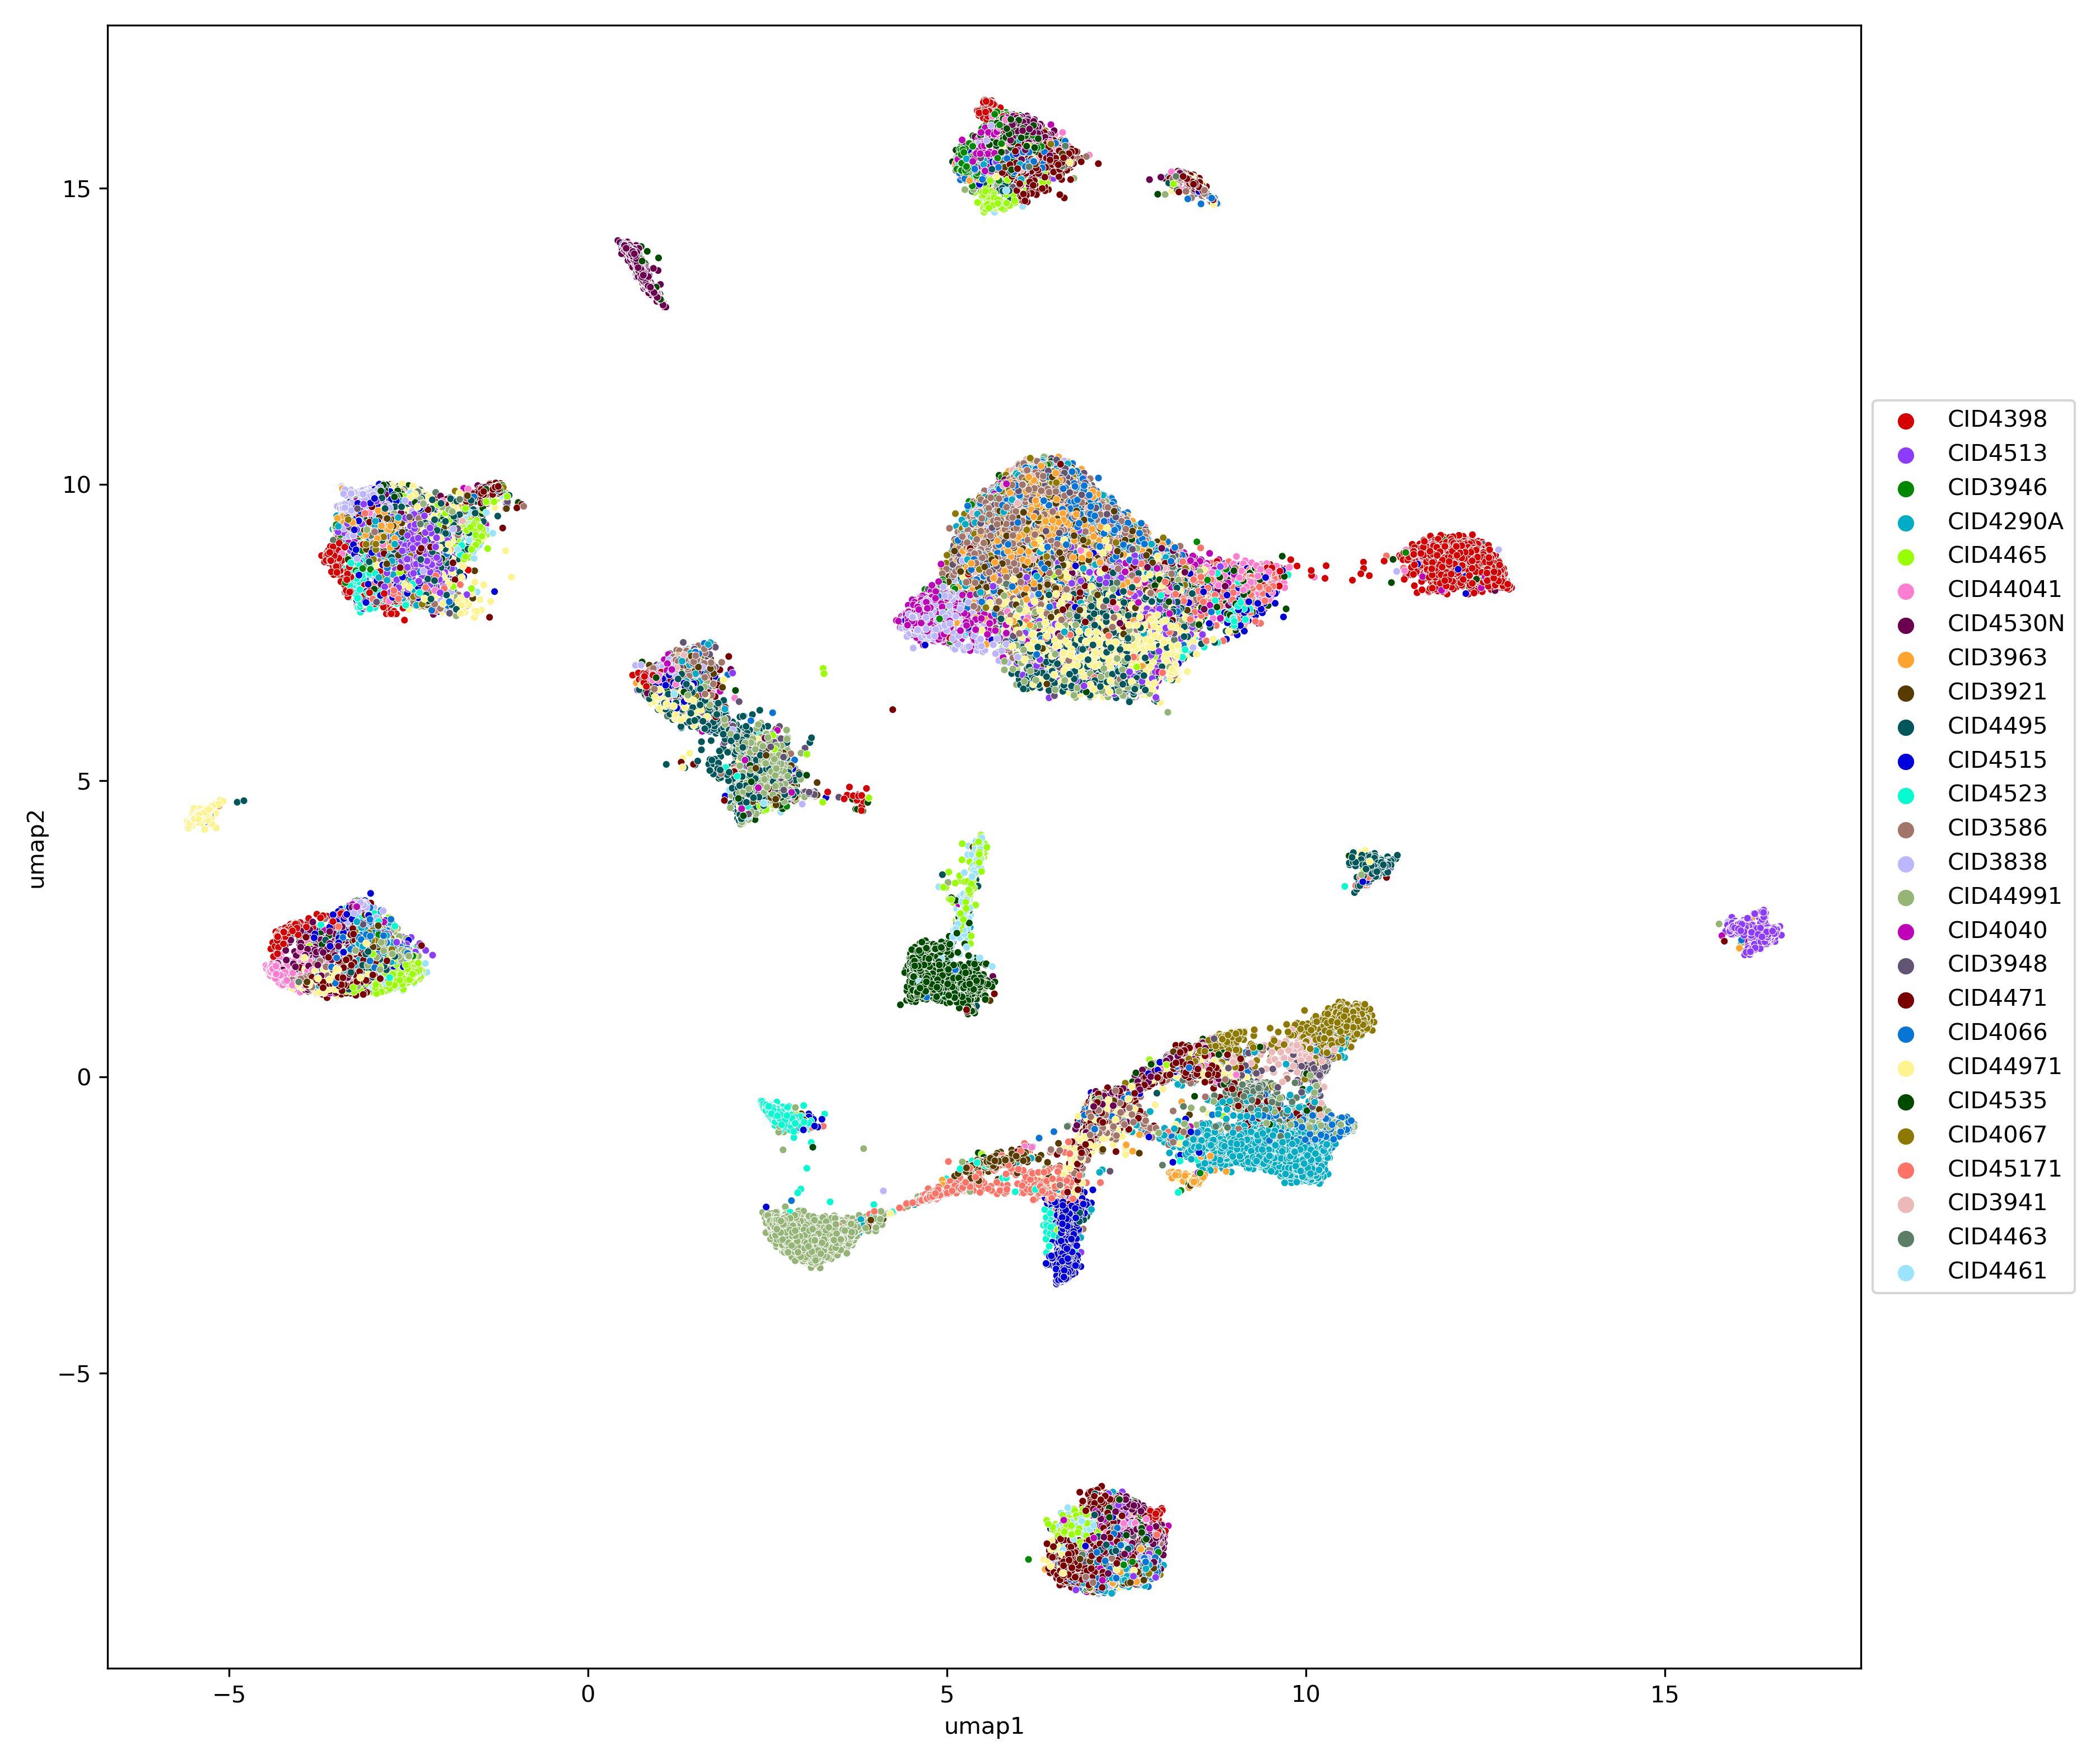 15
10
5
0
−5
umap2
−5
0
5
10
15
umap1
CID4398
CID4513
CID3946
CID4290A
CID4465
CID44041
CID4530N
CID3963
CID3921
CID4495
CID4515
CID4523
CID3586
CID3838
CID44991
CID4040
CID3948
CID4471
CID4066
CID44971
CID4535
CID4067
CID45171
CID3941
CID4463
CID4461